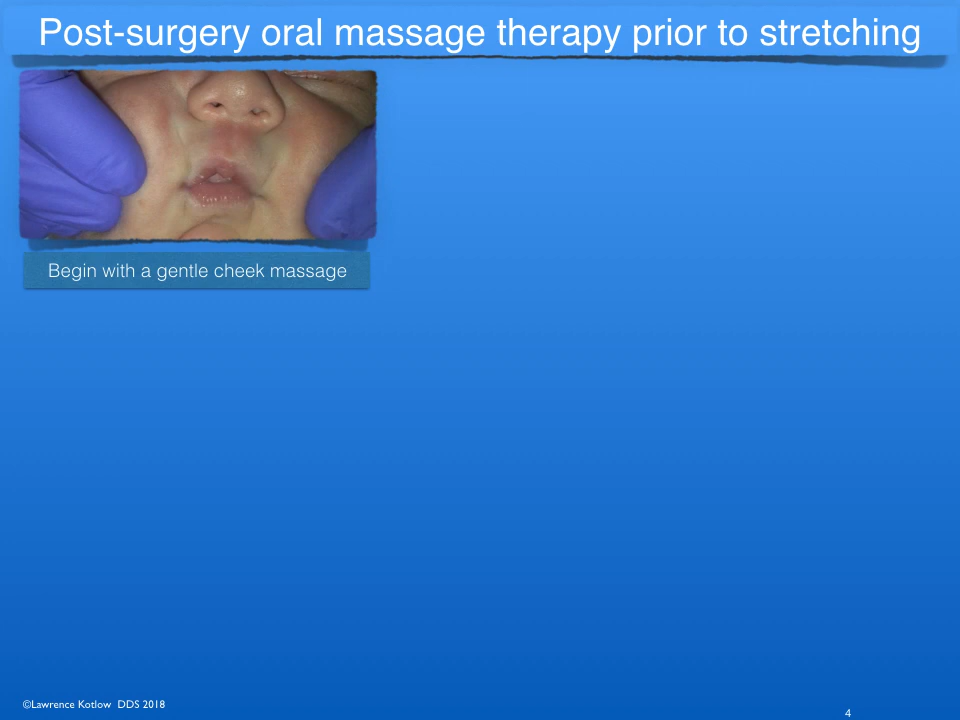 Post-surgery oral massage therapy prior to stretching
Begin with a gentle cheek massage
©Lawrence Kotlow DDS 2018
4